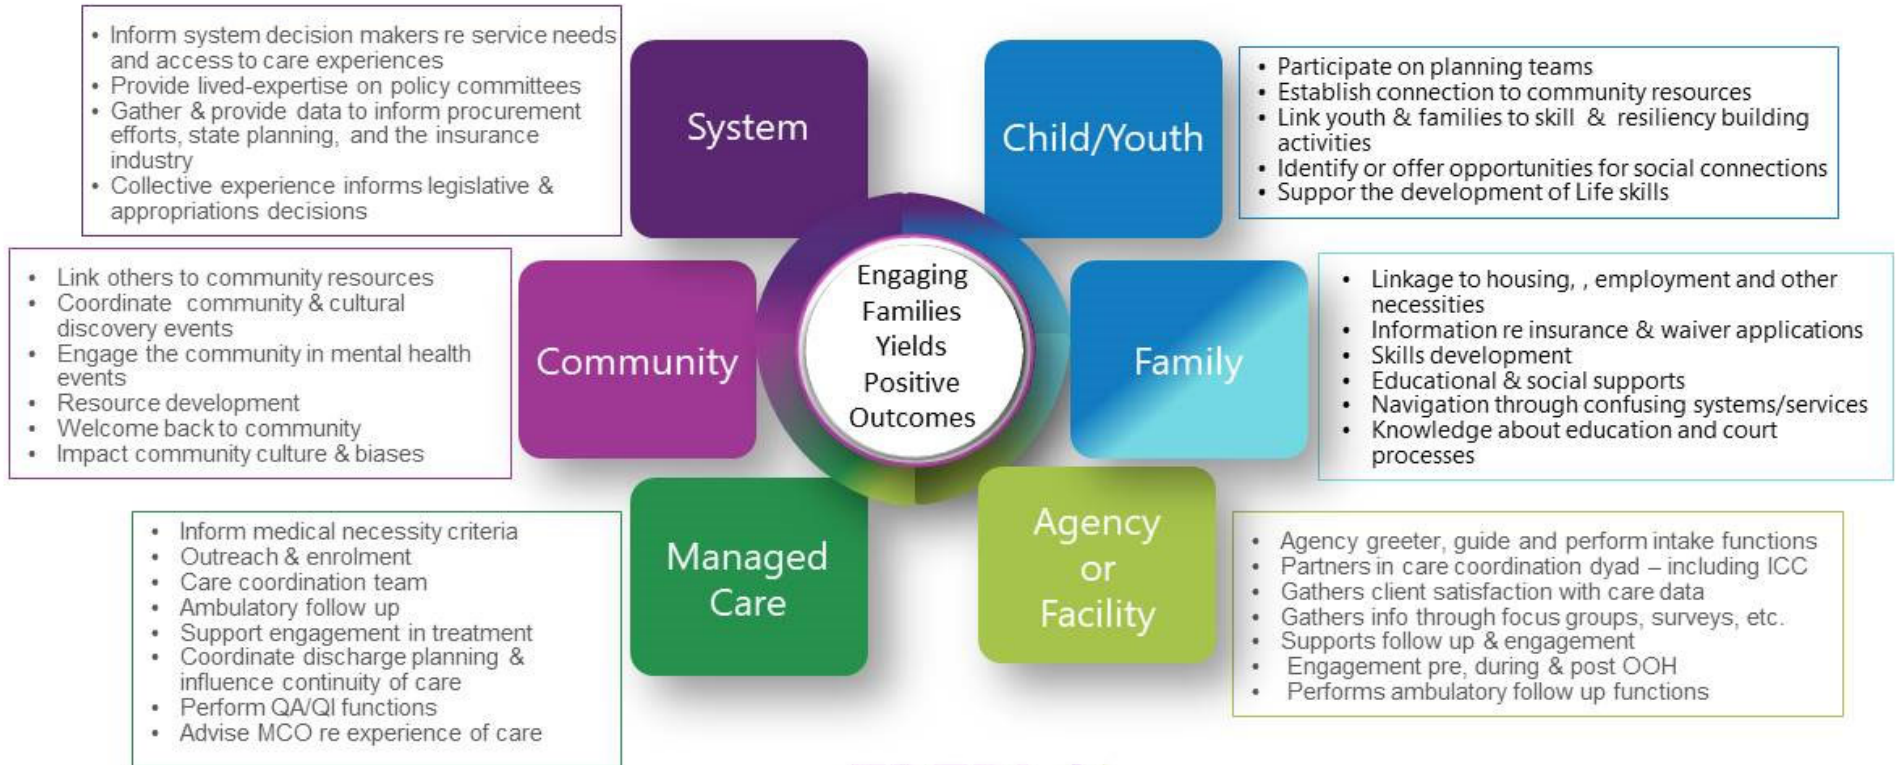 • Inform system decision makers re service needs
and access to care experiences
• Provide lived-expertise on policy committees
• Gather & provide data to inform procurement
efforts, state planning, and the insurance
industry
• Collective experience informs legislative &
appropriations decisions
System
Child/Youth
• Participate on planning teams
• Establish connection to community resources
• Link youth & families to skill & resiliency building
activities
• Identify or offer opportunities for social connections
• Suppor the development of Life skills
• Link others to community resources
• Coordinate community & cultural
discovery events
• Engage the community in mental health
events
• Resource development
• Welcome back to community
• Impact community culture & biases
Community
Engaging
Families
Yields
Positive
Outcomes
Family
• Linkage to housing, , employment and other
necessities
• Information re insurance & waiver applications
• Skills development
• Educational & social supports
• Navigation through confusing systems/services
• Knowledge about education and court
processes
• Inform medical necessity criteria
• Outreach & enrolment
• Care coordination team
• Ambulatory follow up
• Support engagement in treatment
• Coordinate discharge planning &
influence continuity of care
• Perform QA/QI functions
• Advise MCO re experience of care
Managed
Care
Agency
or
Facility
• Agency greeter, guide and perform intake functions
• Partners in care coordination dyad – including ICC
• Gathers client satisfaction with care data
• Gathers info through focus groups, surveys, etc.
• Supports follow up & engagement
• Engagement pre, during & post OOH
• Performs ambulatory follow up functions